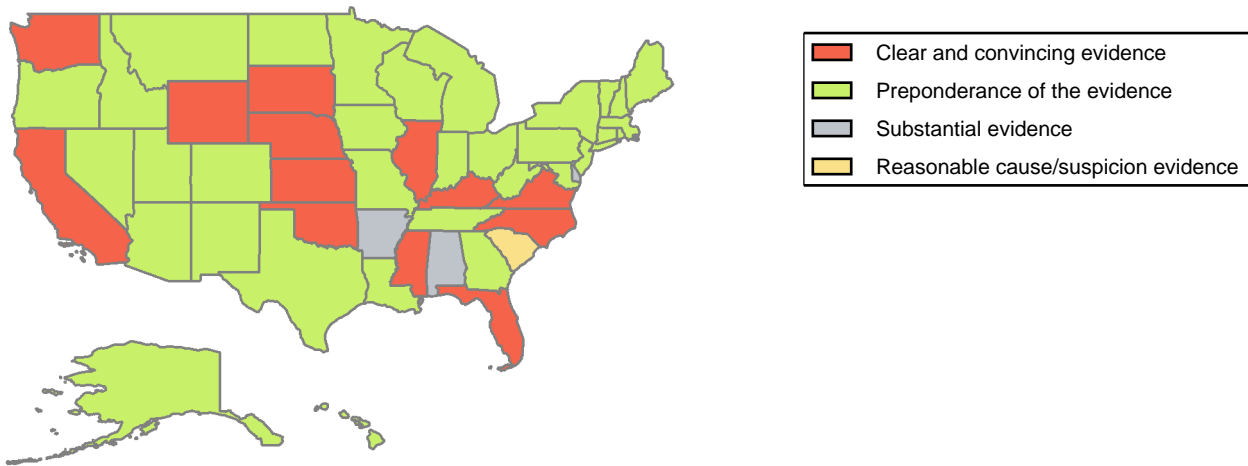 Clear and convincing evidence
Preponderance of the evidence
Substantial evidence
Reasonable cause/suspicion evidence